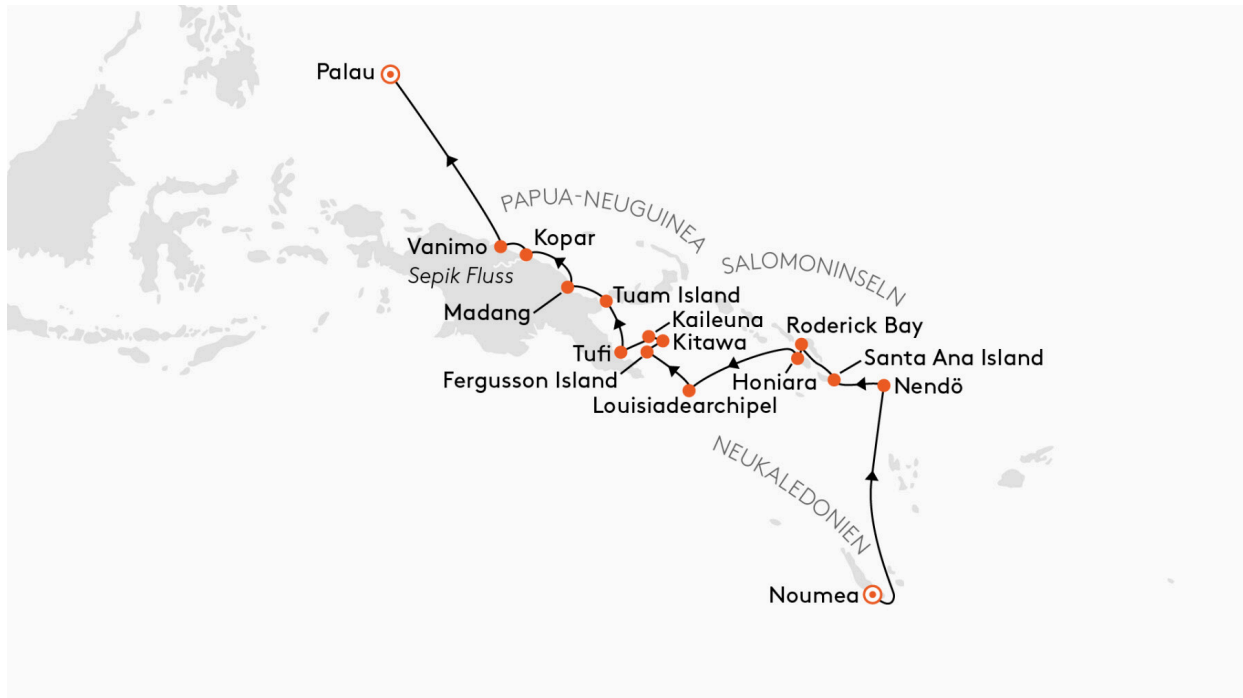 Palau
PAPUA-NEUGUINEA
Vanimo
Kopar
Sepik Fluss
SALOMONINSELN
Madang
Tuam Island
Kaileuna
Kitawa
Tufi
Fergusson Island
Roderick Bay
Santa Ana Island
Honiara
Nendö
Louisiadearchipel
NEUKALEDONIEN
Noumea